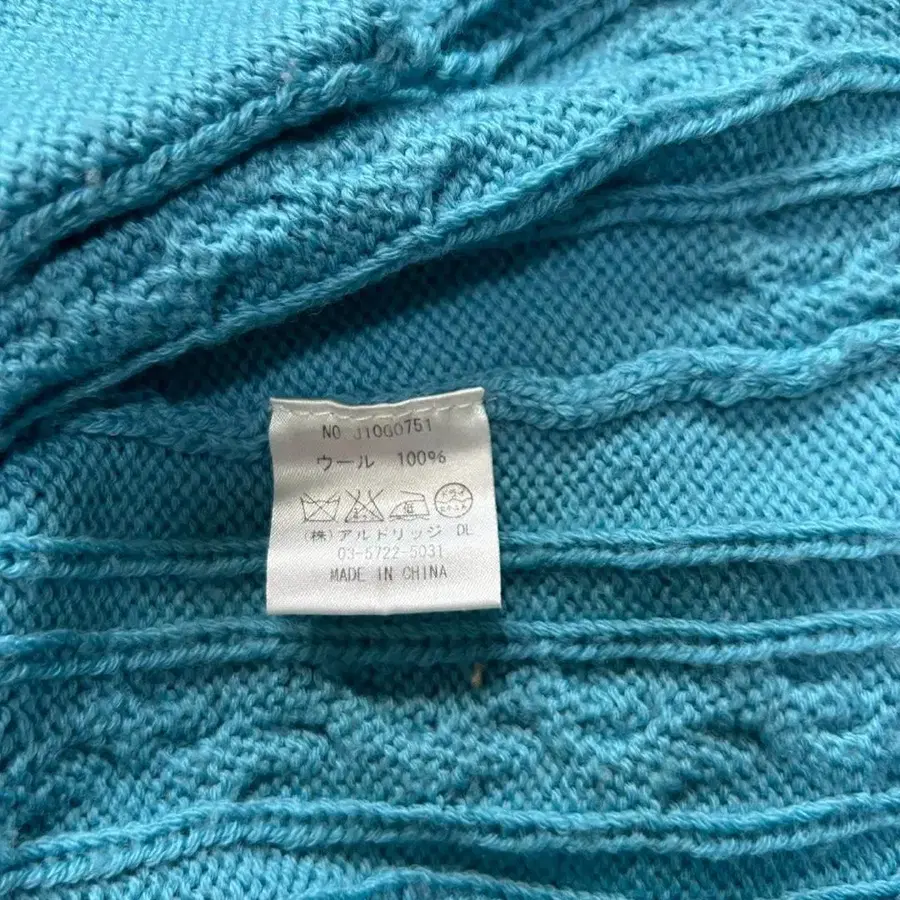 NO J10G0751
ウール 100%
(株)アルドリッジ DL
03-5722-5031
MADE IN CHINA